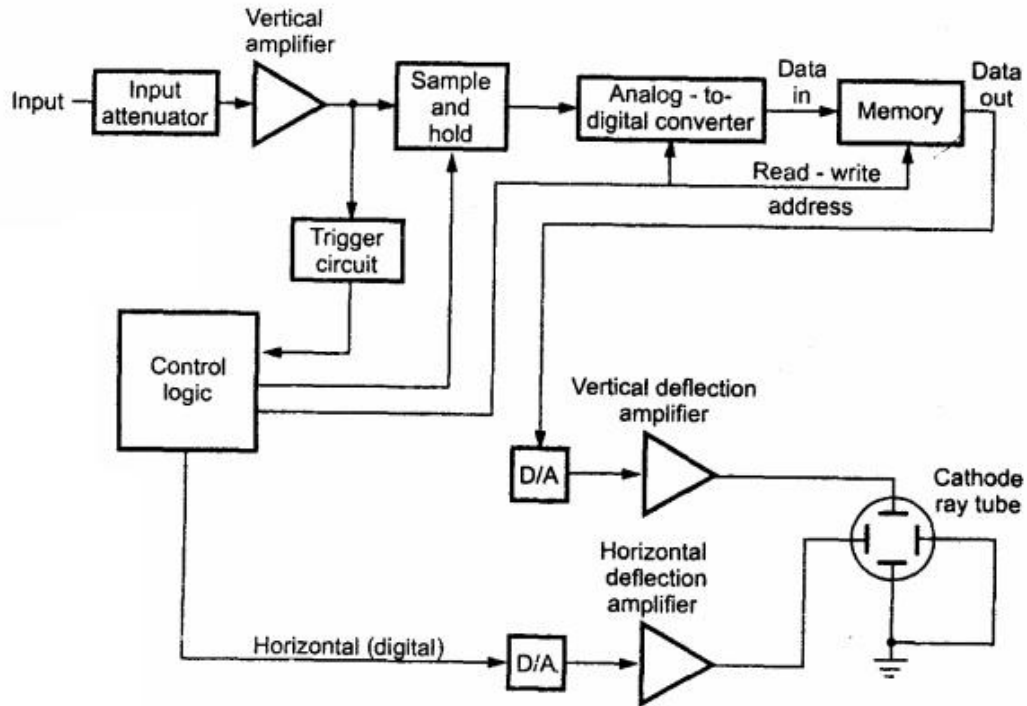 Vertical
amplifier
Input
Input
attenuator
Sample
and
hold
Analog - to-
digital converter
Data
in
Memory
Data
out
Read - write
address
Trigger
circuit
Control
logic
Vertical deflection
amplifier
D/A
Cathode
ray tube
Horizontal
deflection
amplifier
Horizontal (digital)
D/A